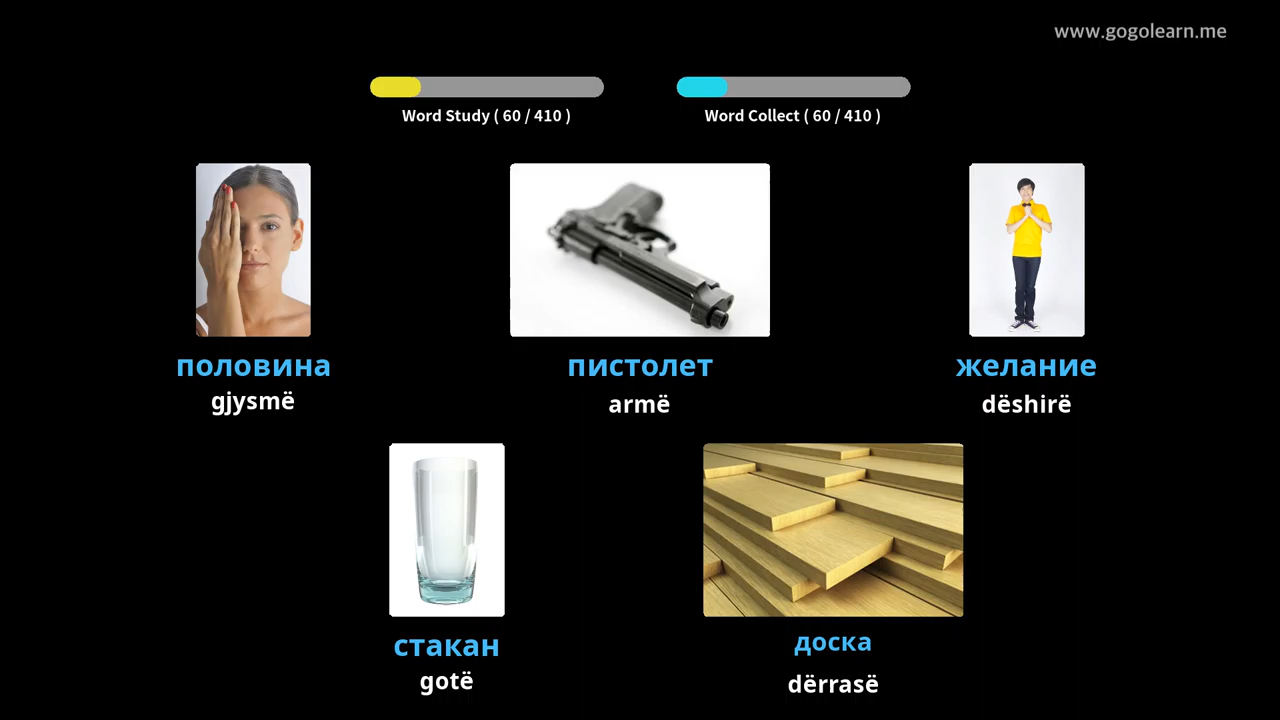 www.gogolearn.me
Word Study ( 60 / 410 )
Word Collect ( 60 / 410 )
половина
gjysmë
пистолет
armë
желание
dëshirë
стакан
gotë
доска
dërrasë